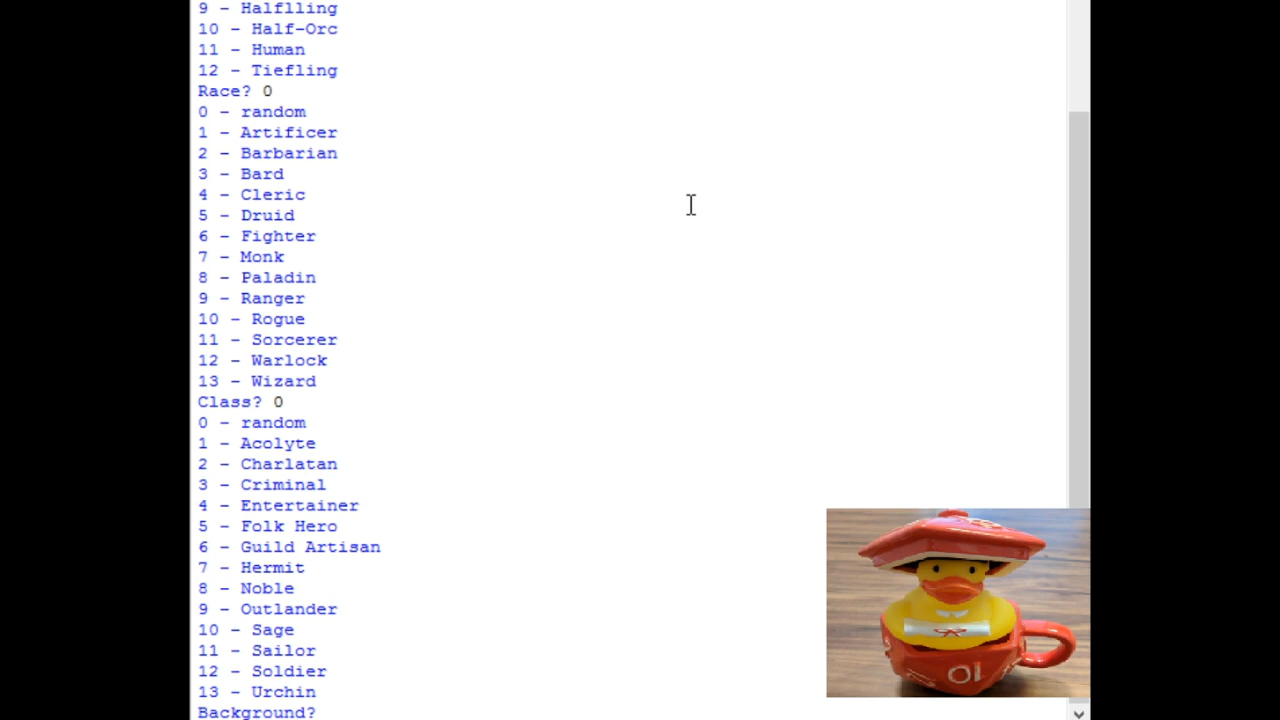 9 - Halflling
10 - Half-Orc
11 - Human
12 - Tiefling
Race? 0
0 - random
1 - Artificer
2 - Barbarian
3 - Bard
4 - Cleric
5 - Druid
6 - Fighter
7 - Monk
8 - Paladin
9 - Ranger
10 - Rogue
11 - Sorcerer
12 - Warlock
13 - Wizard
Class? 0
0 - random
1 - Acolyte
2 - Charlatan
3 - Criminal
4 - Entertainer
5 - Folk Hero
6 - Guild Artisan
7 - Hermit
8 - Noble
9 - Outlander
10 - Sage
11 - Sailor
12 - Soldier
13 - Urchin
Background?
10